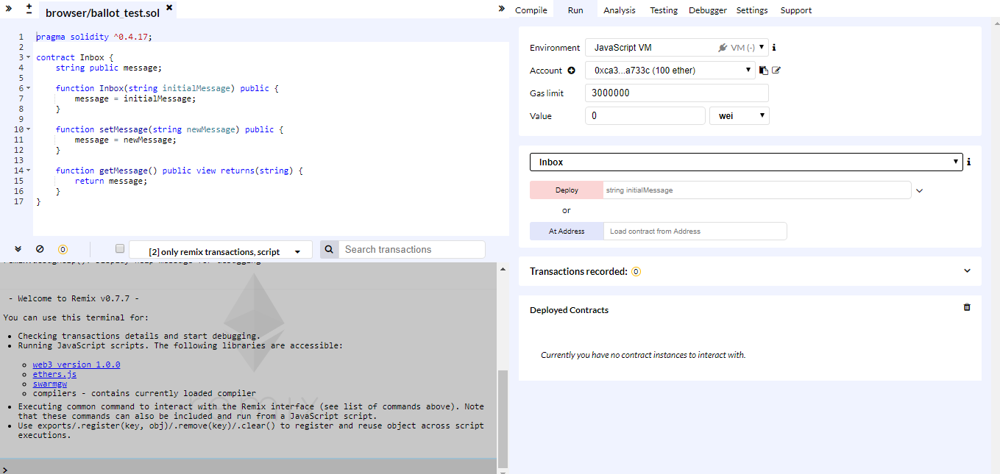 browser/ballot_test.sol
1 pragma solidity ^0.4.17;
2
3 contract Inbox {
4 string public message;
5
6 function Inbox(string initialMessage) public {
7 message = initialMessage;
8 }
9
10 function setMessage(string newMessage) public {
11 message = newMessage;
12 }
13
14 function getMessage() public view returns(string) {
15 return message;
16 }
17 }
0 [2] only remix transactions, script Search transactions
- Welcome to Remix v0.7.7 -
You can use this terminal for:
• Checking transactions details and start debugging.
• Running JavaScript scripts. The following libraries are accessible:
web3 version 1.0.0
ethers.js
swarmgw
compilers - contains currently loaded compiler
• Executing common command to interact with the Remix interface (see list of commands above). Note
that these commands can also be included and run from a JavaScript script.
• Use exports/.register(key, obj)/.remove(key)/.clear() to register and reuse object across script
executions.
>
Compile Run Analysis Testing Debugger Settings Support
Environment JavaScript VM VM (-) i
Account 0xca3...a733c (100 ether)
Gas limit 3000000
Value 0 wei
Inbox i
Deploy string initialMessage
or
At Address Load contract from Address
Transactions recorded: 0
Deployed Contracts
Currently you have no contract instances to interact with.